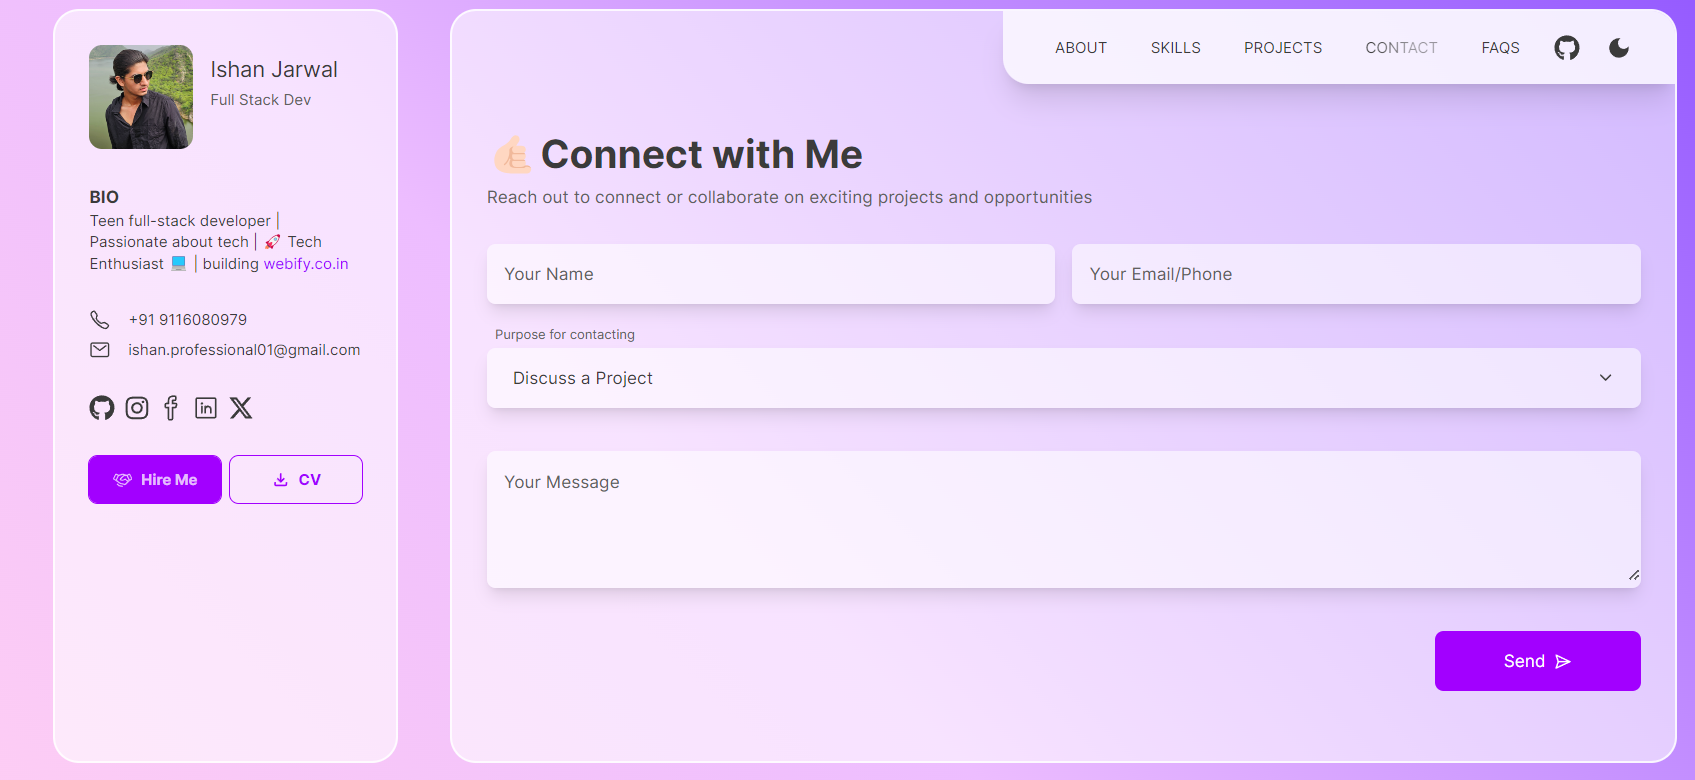 Ishan Jarwal
Full Stack Dev
BIO
Teen full-stack developer |
Passionate about tech | 🚀 Tech
Enthusiast 💻 | building webify.co.in
+91 9116080979
ishan.professional01@gmail.com
Hire Me
CV
ABOUT SKILLS PROJECTS CONTACT FAQS
🤙🏻 Connect with Me
Reach out to connect or collaborate on exciting projects and opportunities
Your Name
Your Email/Phone
Purpose for contacting
Discuss a Project
Your Message
Send